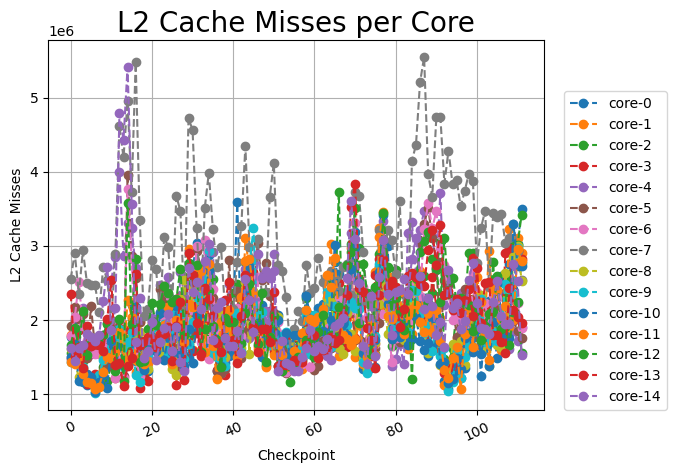 L2 Cache Misses per Core
1e6
5
4
3
2
1
L2 Cache Misses
0
20
40
60
80
100
Checkpoint
core-0
core-1
core-2
core-3
core-4
core-5
core-6
core-7
core-8
core-9
core-10
core-11
core-12
core-13
core-14